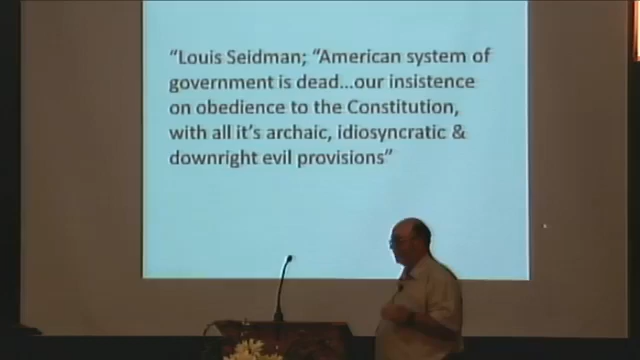 “Louis Seidman; “American system of
government is dead…our insistence
on obedience to the Constitution,
with all it’s archaic, idiosyncratic &
downright evil provisions”